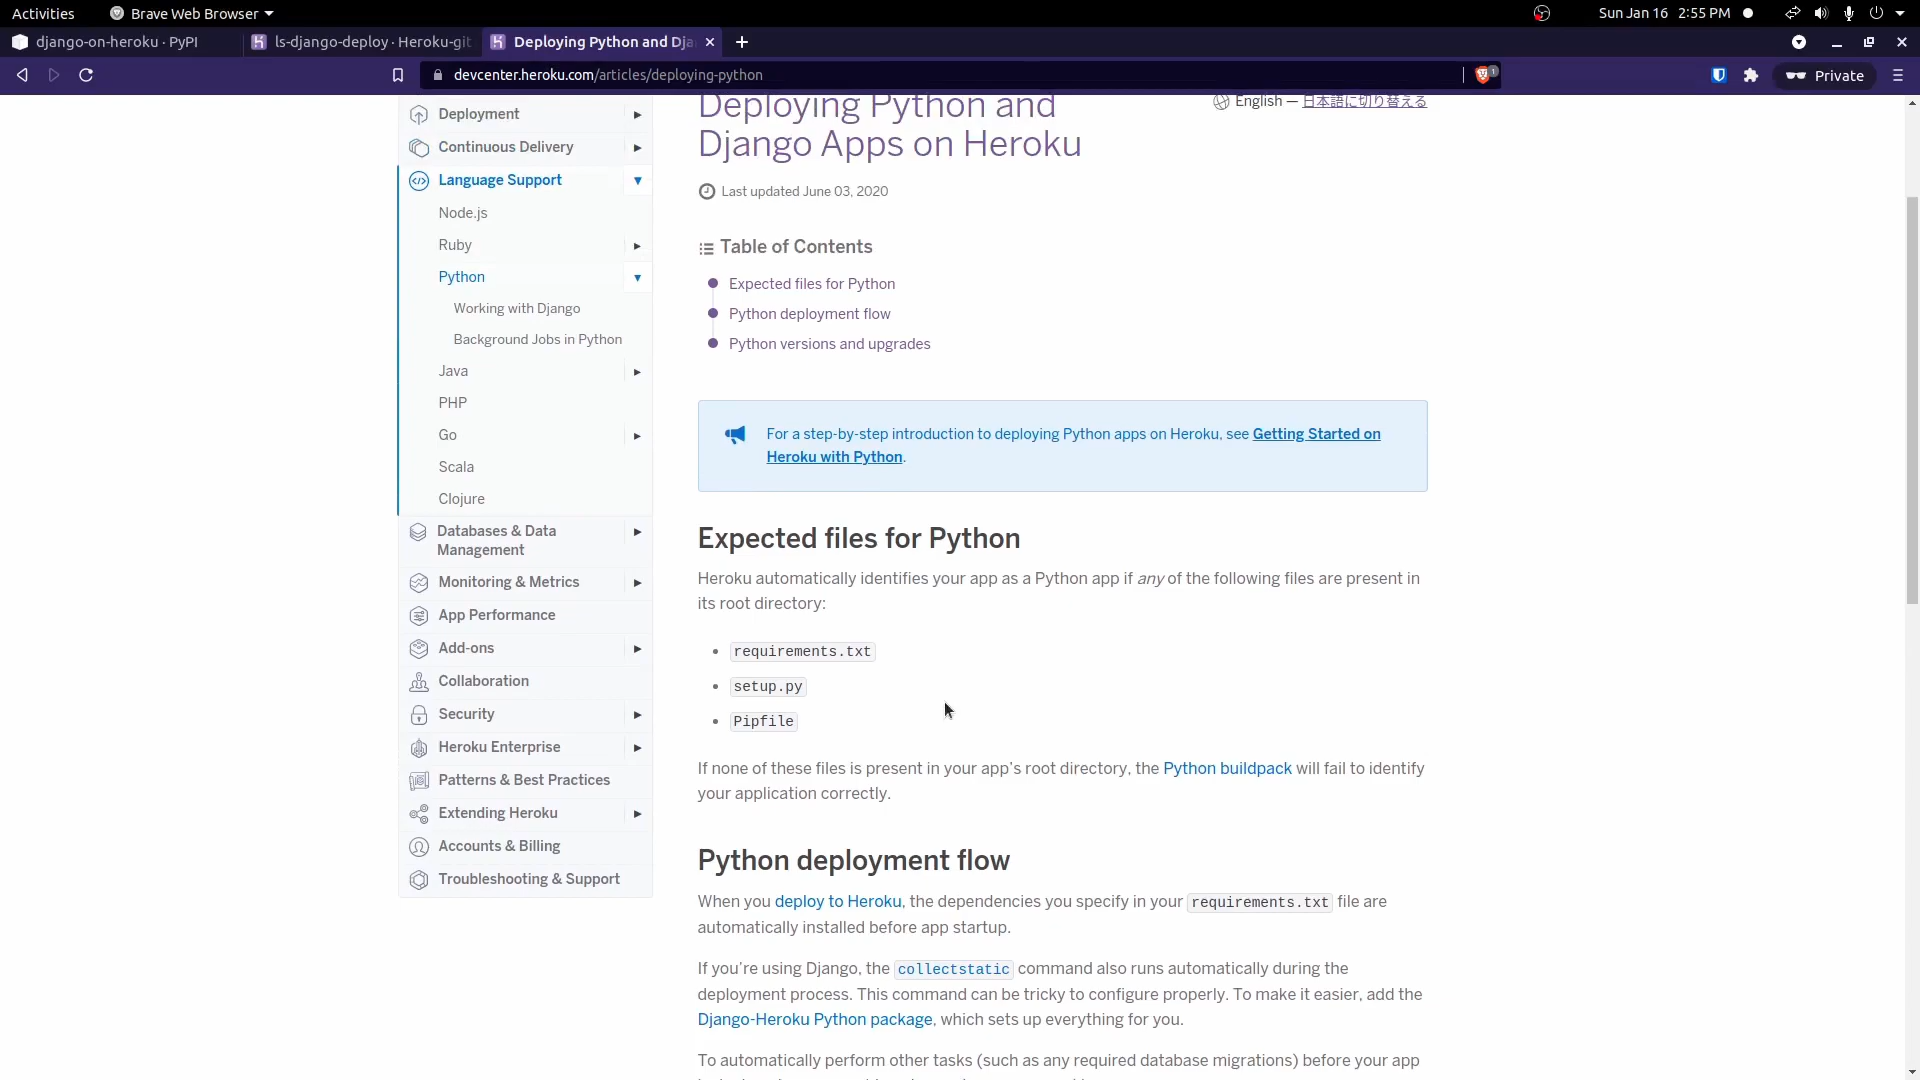 Activities
Brave Web Browser
Sun Jan 16 2:55 PM
django-on-heroku · PyPI
ls-django-deploy · Heroku-git
Deploying Python and Dja
devcenter.heroku.com/articles/deploying-python
1
Private
Deployment
Continuous Delivery
Language Support
Node.js
Ruby
Python
Working with Django
Background Jobs in Python
Java
PHP
Go
Scala
Clojure
Databases & Data
Management
Monitoring & Metrics
App Performance
Add-ons
Collaboration
Security
Heroku Enterprise
Patterns & Best Practices
Extending Heroku
Accounts & Billing
Troubleshooting & Support
Deploying Python and
Django Apps on Heroku
English — 日本語に切り替える
Last updated June 03, 2020
Table of Contents
Expected files for Python
Python deployment flow
Python versions and upgrades
For a step-by-step introduction to deploying Python apps on Heroku, see Getting Started on
Heroku with Python.
Expected files for Python
Heroku automatically identifies your app as a Python app if any of the following files are present in
its root directory:
requirements.txt
setup.py
Pipfile
If none of these files is present in your app's root directory, the Python buildpack will fail to identify
your application correctly.
Python deployment flow
When you deploy to Heroku, the dependencies you specify in your requirements.txt file are
automatically installed before app startup.
If you're using Django, the collectstatic command also runs automatically during the
deployment process. This command can be tricky to configure properly. To make it easier, add the
Django-Heroku Python package, which sets up everything for you.
To automatically perform other tasks (such as any required database migrations) before your app